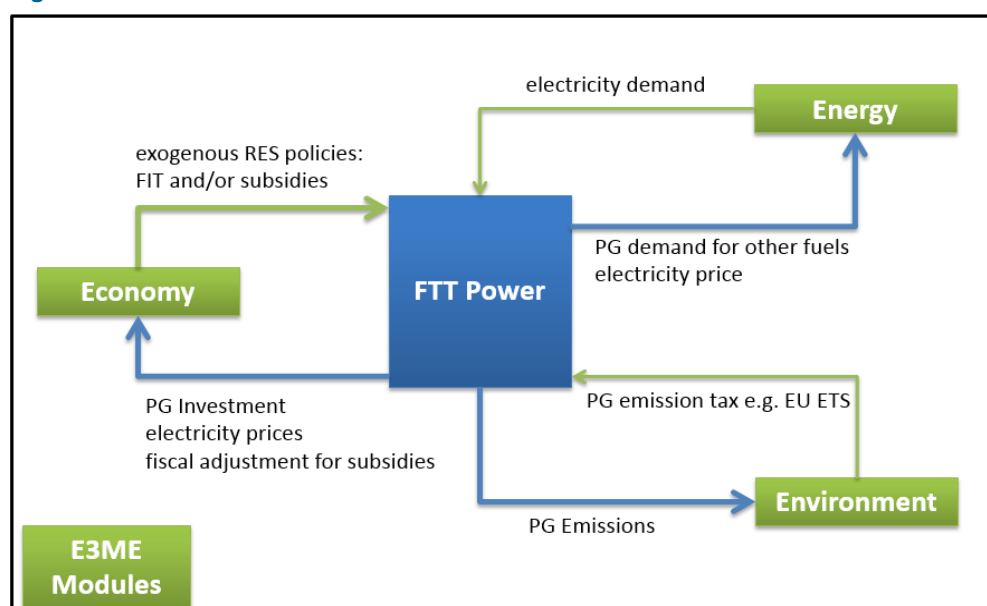 electricity demand
Energy
exogenous RES policies:
FIT and/or subsidies
PG demand for other fuels
electricity price
FTT Power
Economy
PG emission tax e.g. EU ETS
PG Investment
electricity prices
fiscal adjustment for subsidies
Environment
PG Emissions
E3ME
Modules